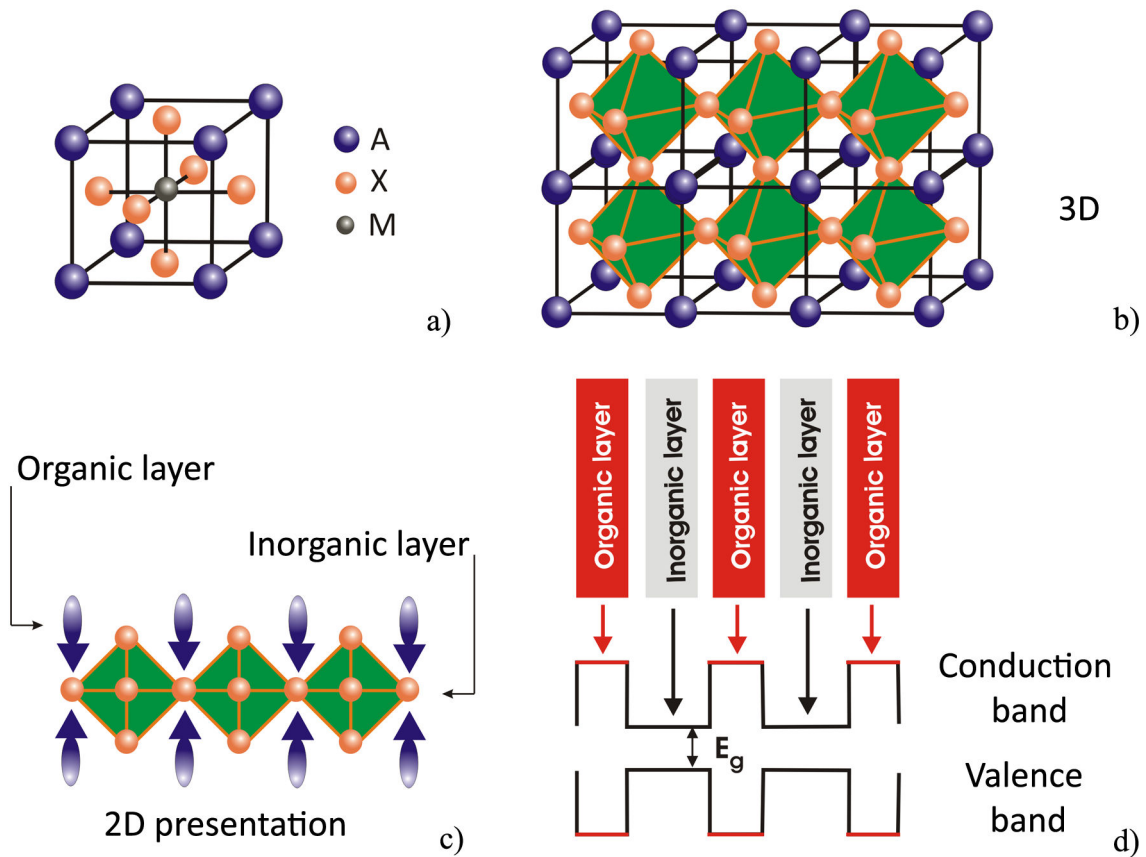 A
X
M
a)
3D
b)
Organic layer
Inorganic layer
2D presentation
c)
Organic layer
Inorganic layer
Organic layer
Inorganic layer
Organic layer
Conduction
band
E_g
Valence
band
d)